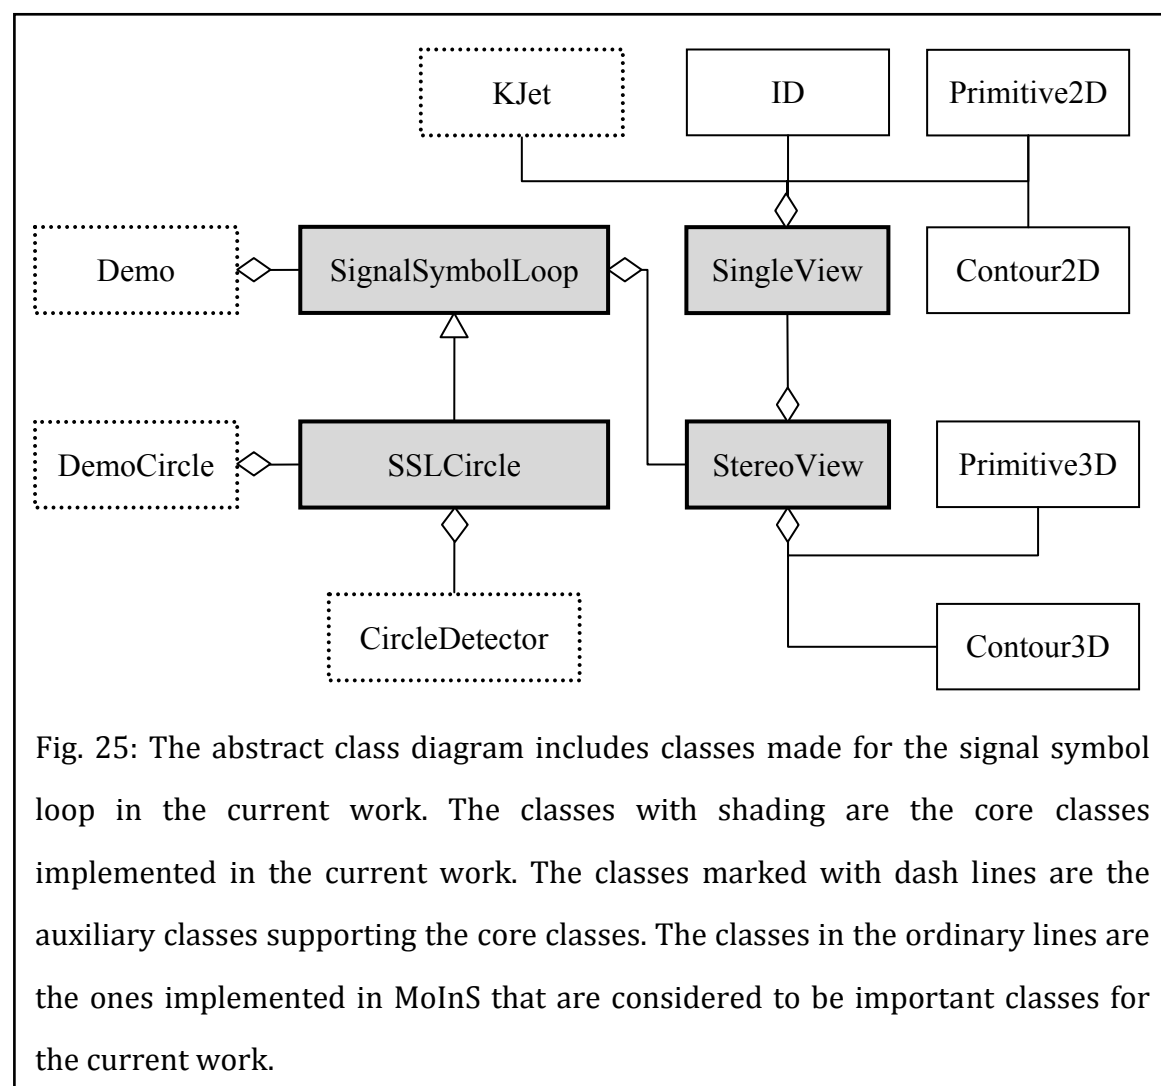 KJet
ID
Primitive2D
Demo
SignalSymbolLoop
SingleView
Contour2D
DemoCircle
SSLCircle
StereoView
Primitive3D
CircleDetector
Contour3D
Fig. 25: The abstract class diagram includes classes made for the signal symbol
loop in the current work. The classes with shading are the core classes
implemented in the current work. The classes marked with dash lines are the
auxiliary classes supporting the core classes. The classes in the ordinary lines are
the ones implemented in MoInS that are considered to be important classes for
the current work.